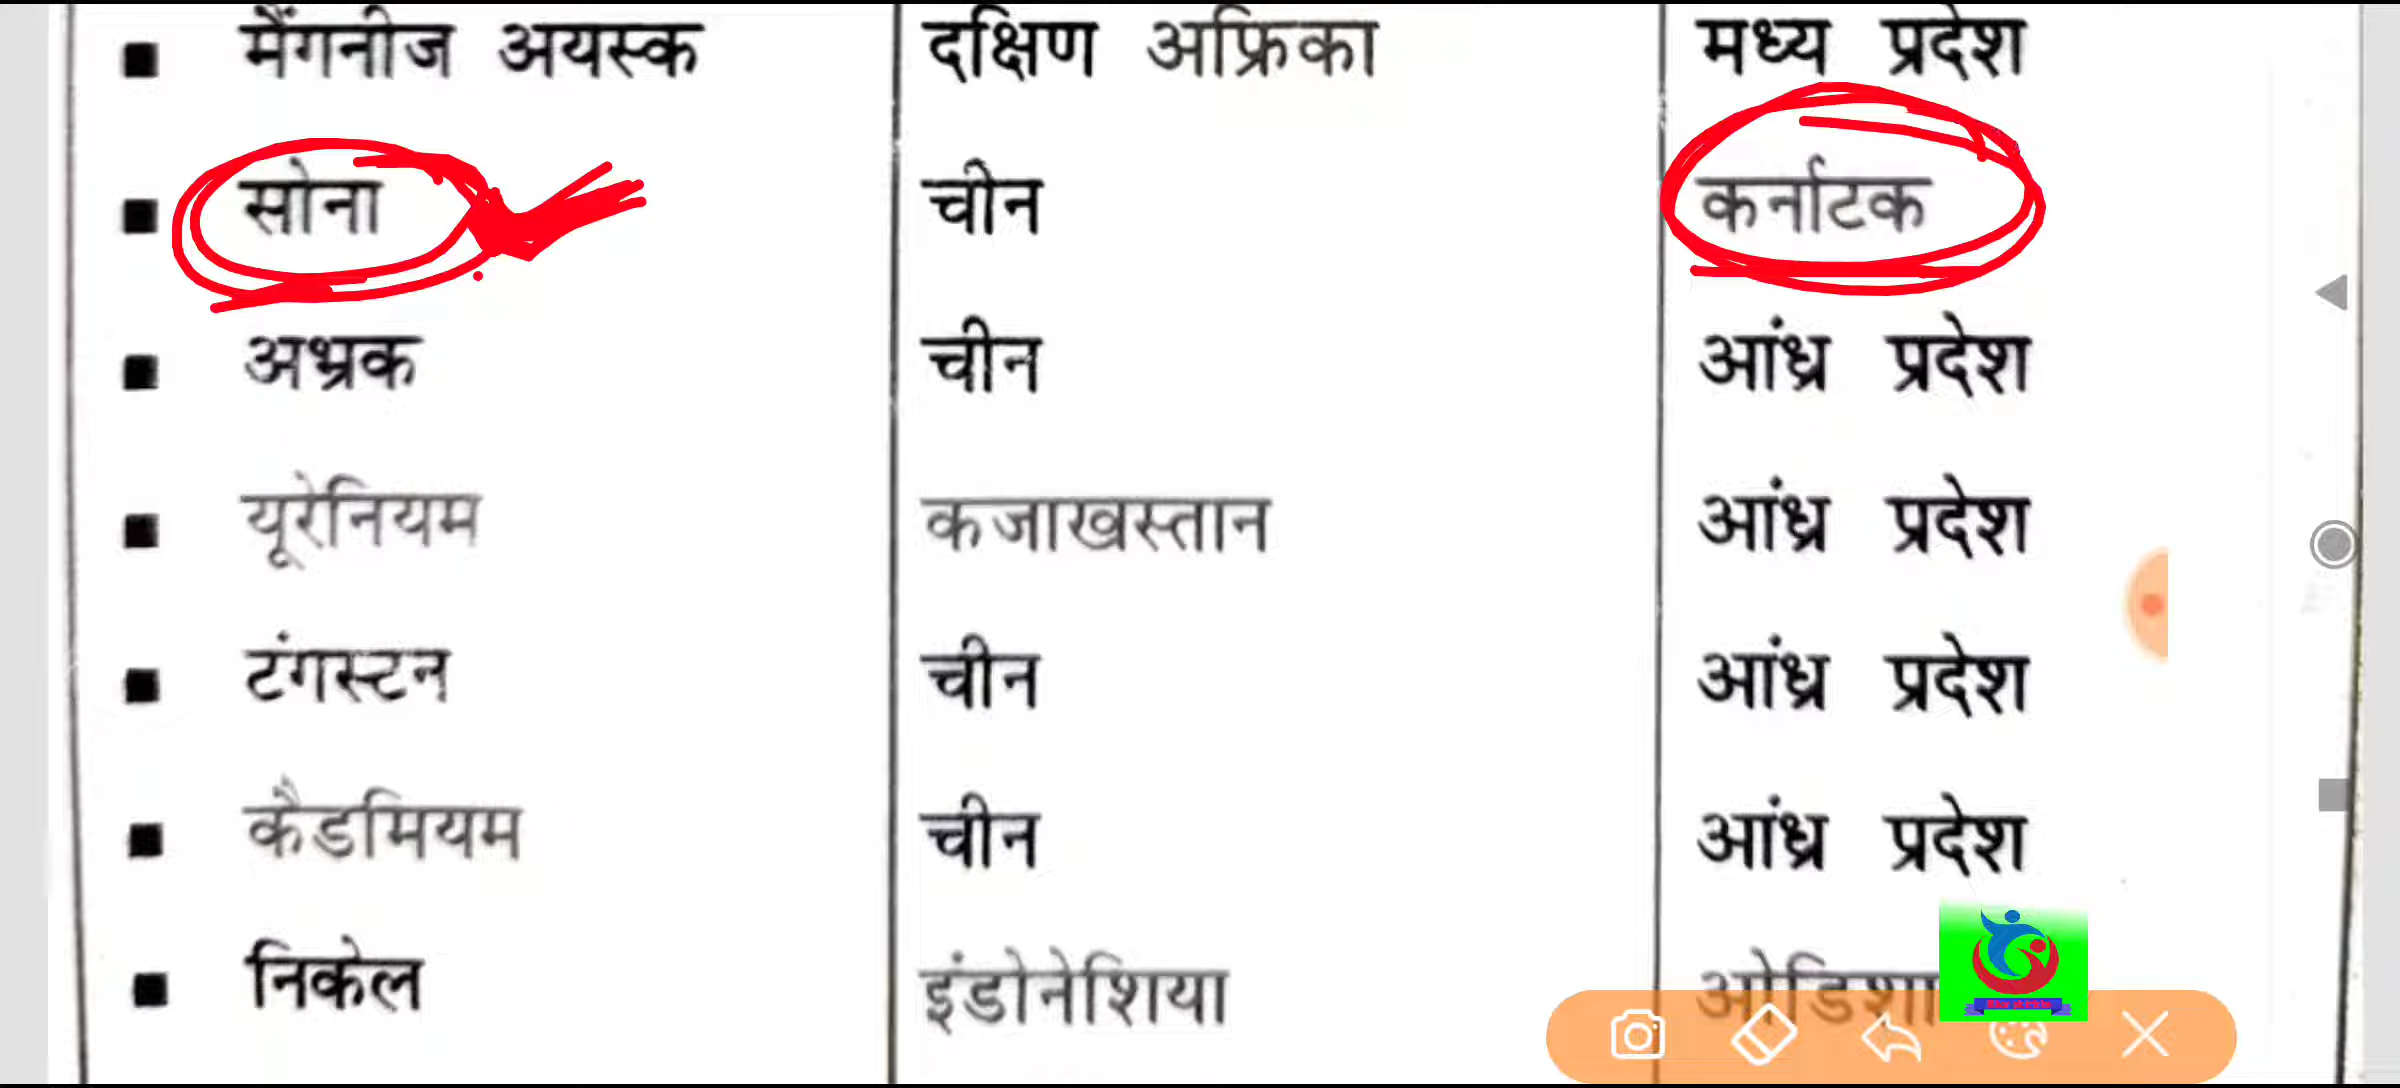 ▪ मैंगनीज अयस्क दक्षिण अफ्रिका मध्य प्रदेश
▪ सोना चीन कर्नाटक
▪ अभ्रक चीन आंध्र प्रदेश
▪ यूरेनियम कजाखस्तान आंध्र प्रदेश
▪ टंगस्टन चीन आंध्र प्रदेश
▪ कैडमियम चीन आंध्र प्रदेश
▪ निकेल इंडोनेशिया ओडिशा